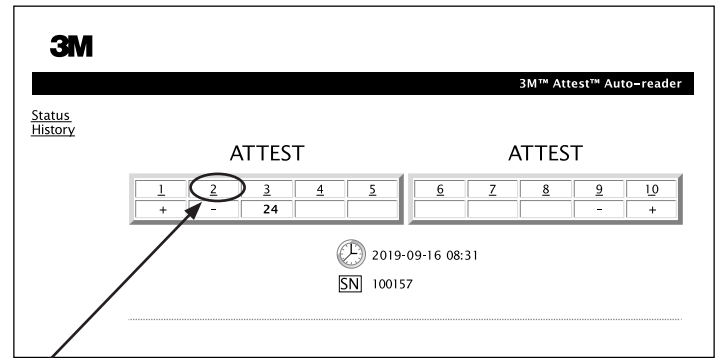 3M
3M™ Attest™ Auto-reader
Status
History
ATTEST
1 2 3 4 5
+ - 24
ATTEST
6 7 8 9 10
- +
2019-09-16 08:31
SN 100157